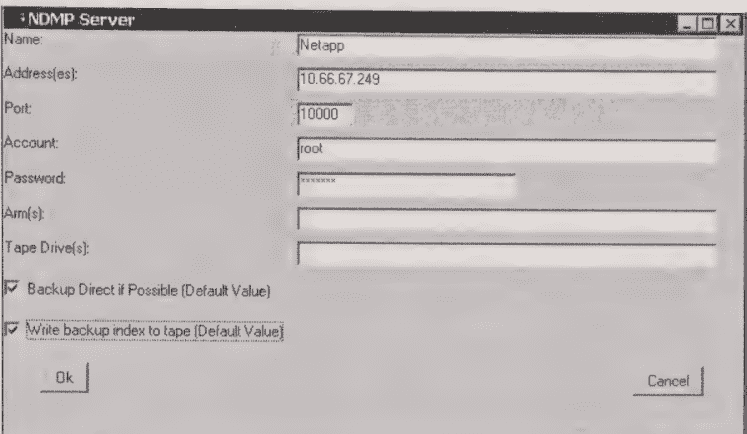 NDMP Server
Name:
Netapp
Address(es):
10.66.67.249
Port:
10000
Account:
root
Password:
*******
Arm(s):
Tape Drive(s):
Backup Direct if Possible (Default Value)
Write backup index to tape (Default Value)
Ok
Cancel